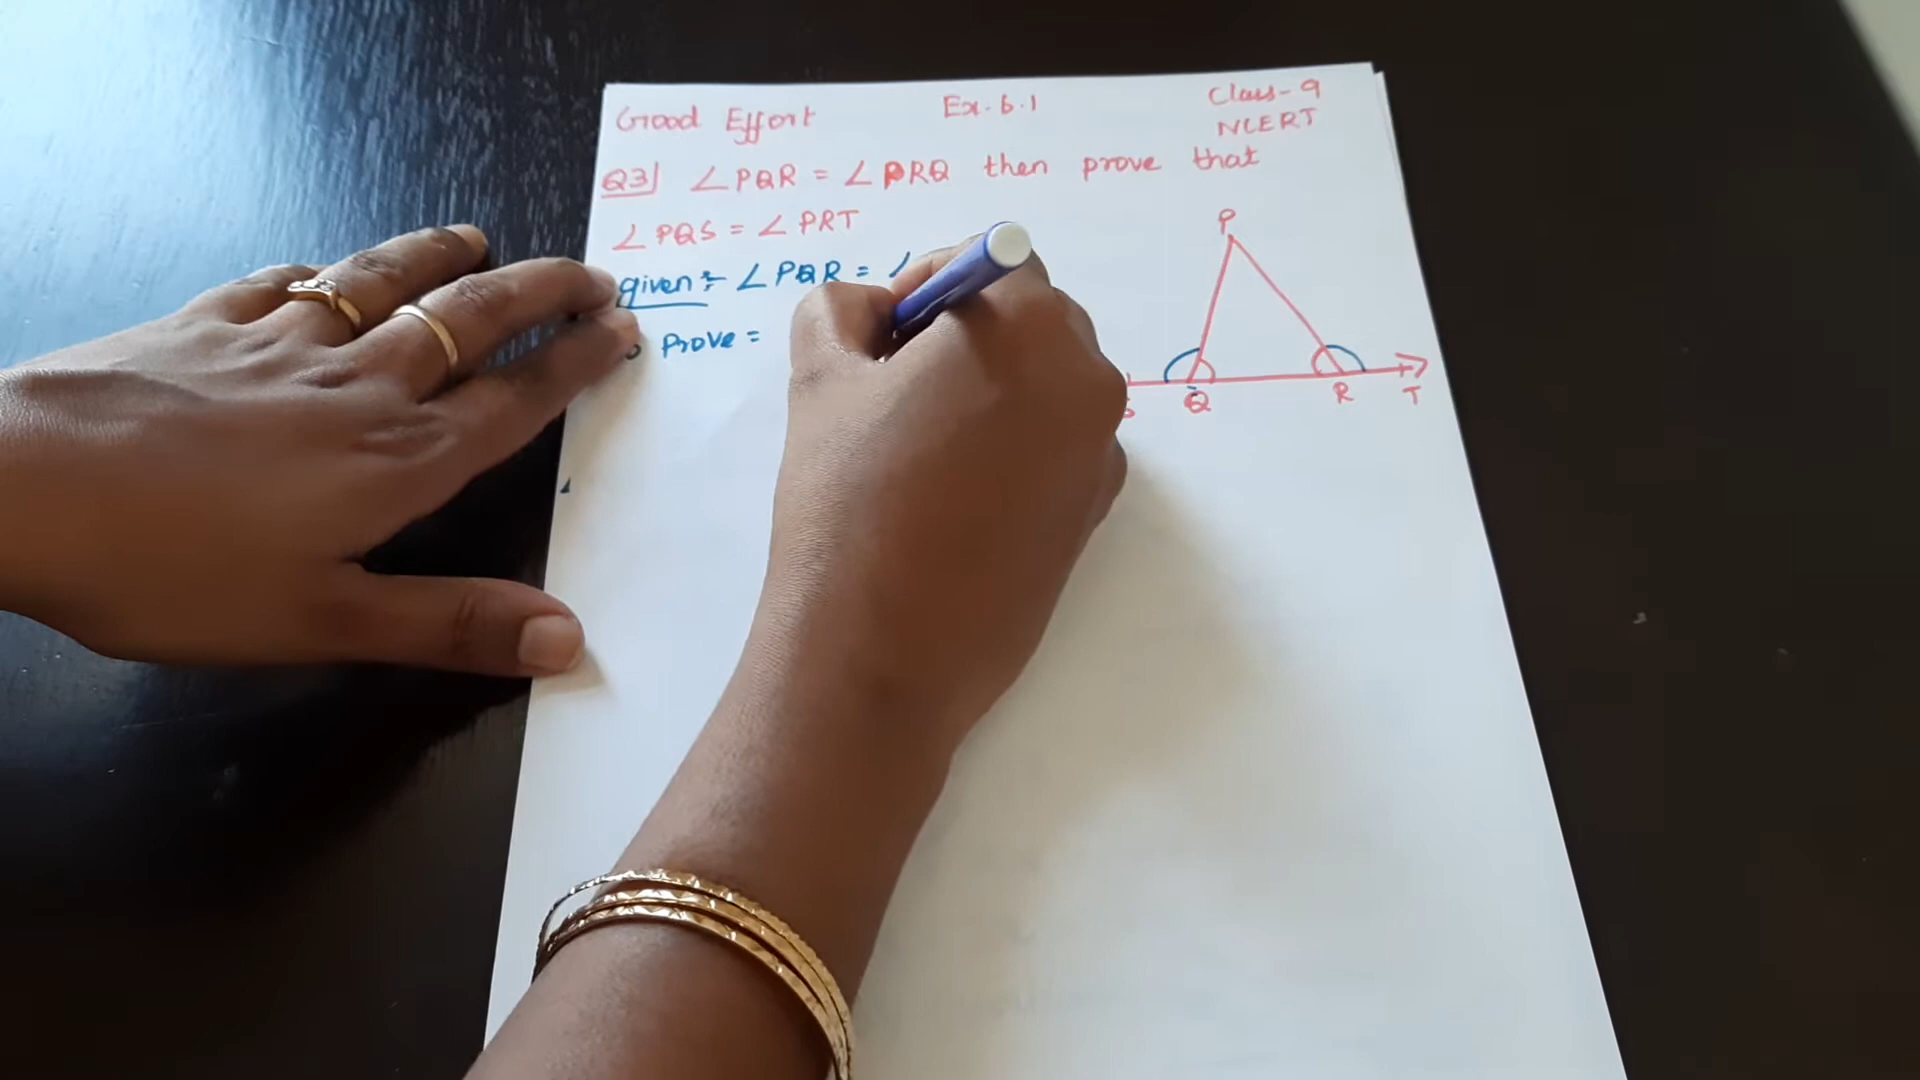 Good Effort Ex. 6.1 Class-9
NCERT
Q3) ∠PQR = ∠PRQ then prove that
∠PQS = ∠PRT
given :- ∠PQR = ∠
Prove =
P
Q R T